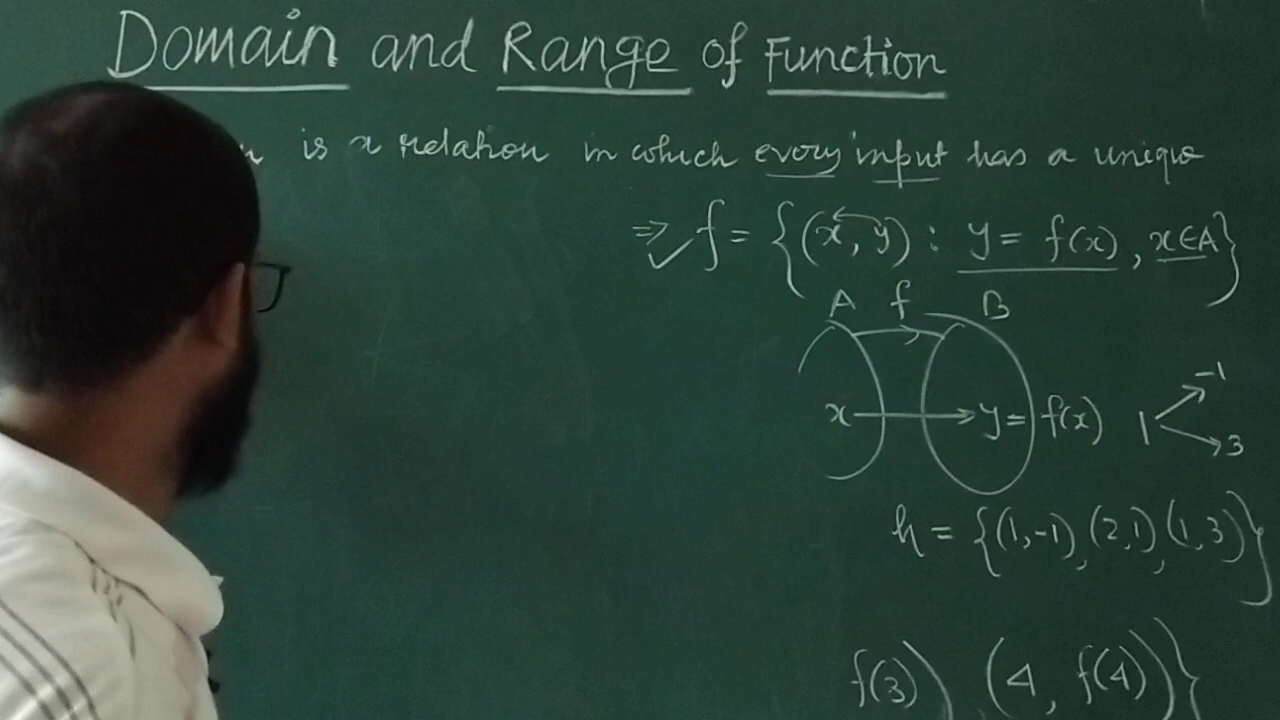 Domain and Range of Function
is a relation in which every input has a unique
⇒ ✓ f = {(x, y) : y = f(x), x∈A}
A f B
-1
x → y = f(x) 1
3
h = {(1,-1), (2,1), (1,3)}
f(3)), (4, f(4))}